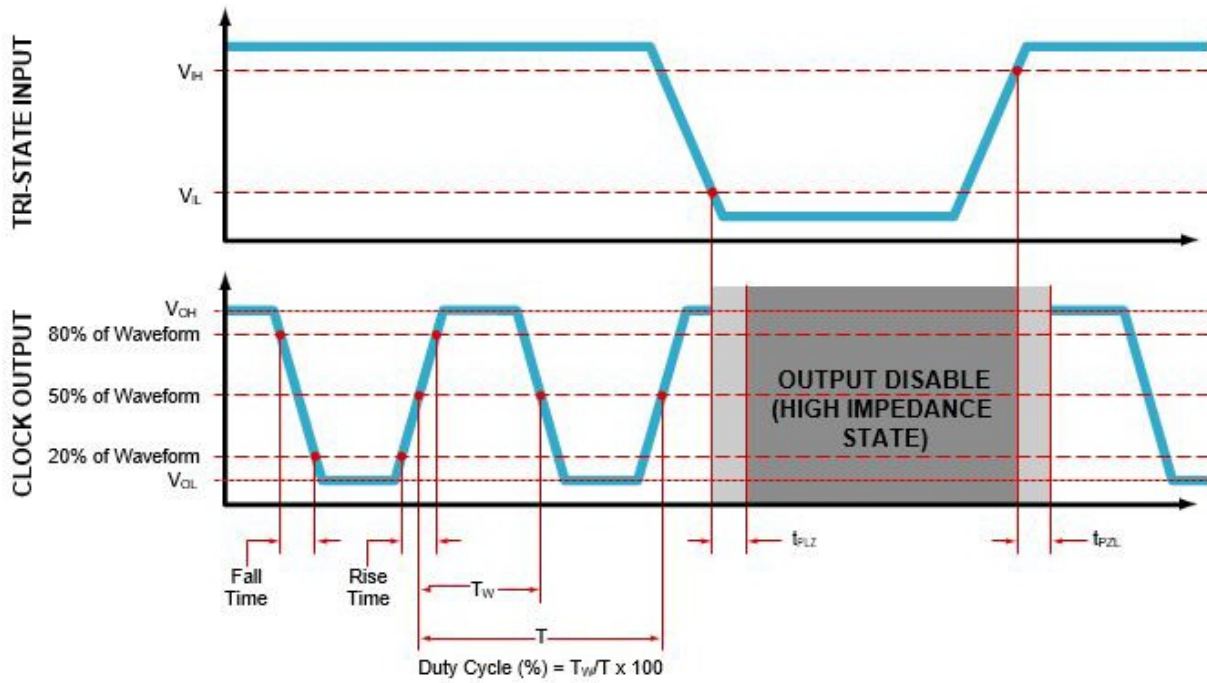 TRI-STATE INPUT
VIH
VIL
CLOCK OUTPUT
VOH
80% of Waveform
50% of Waveform
20% of Waveform
VOL
OUTPUT DISABLE
(HIGH IMPEDANCE
STATE)
Fall
Time
Rise
Time
TW
T
tPLZ
tPZL
Duty Cycle (%) = TW/T x 100